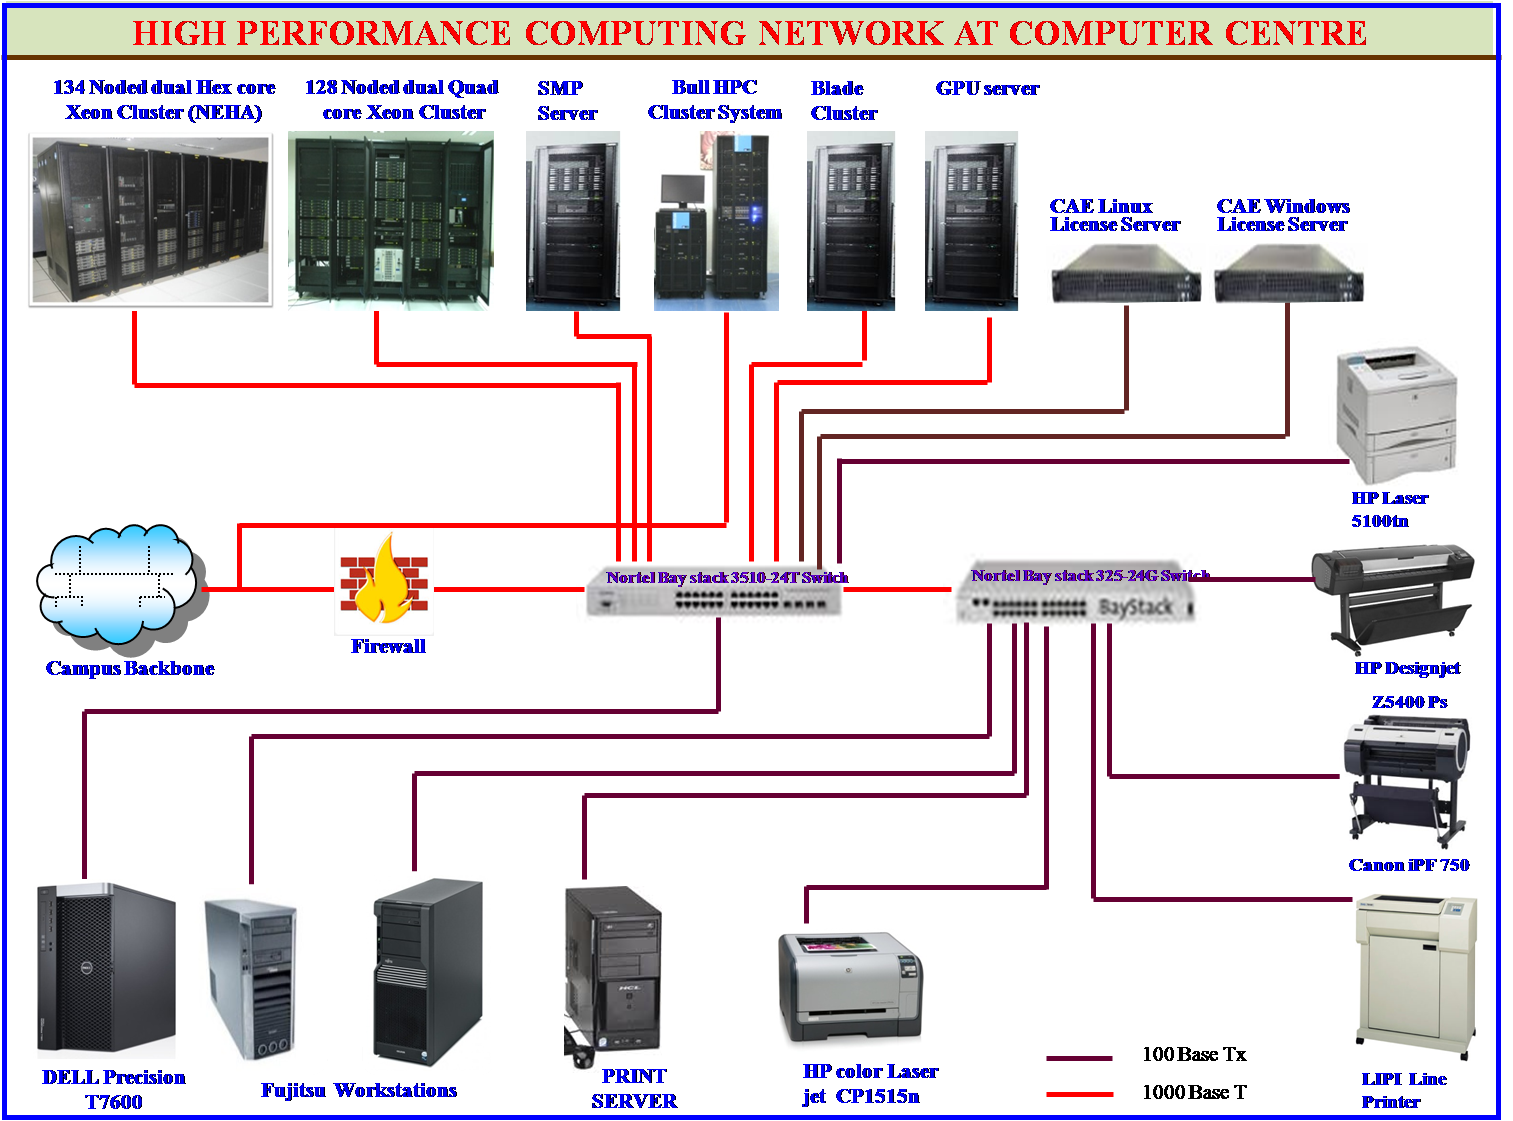 HIGH PERFORMANCE COMPUTING NETWORK AT COMPUTER CENTRE
134 Noded dual Hex core
Xeon Cluster (NEHA)
128 Noded dual Quad
core Xeon Cluster
SMP
Server
Bull HPC
Cluster System
Blade
Cluster
GPU server
CAE Linux
License Server
CAE Windows
License Server
HP Laser
5100tn
Nortel Bay stack 3510-24T Switch
Nortel Bay stack 325-24G Switch
BayStack
Firewall
Campus Backbone
HP Designjet
Z5400 Ps
Canon iPF 750
DELL
HCL
DELL Precision
T7600
Fujitsu Workstations
PRINT
SERVER
HP color Laser
jet CP1515n
100 Base Tx
1000 Base T
LIPI Line
Printer